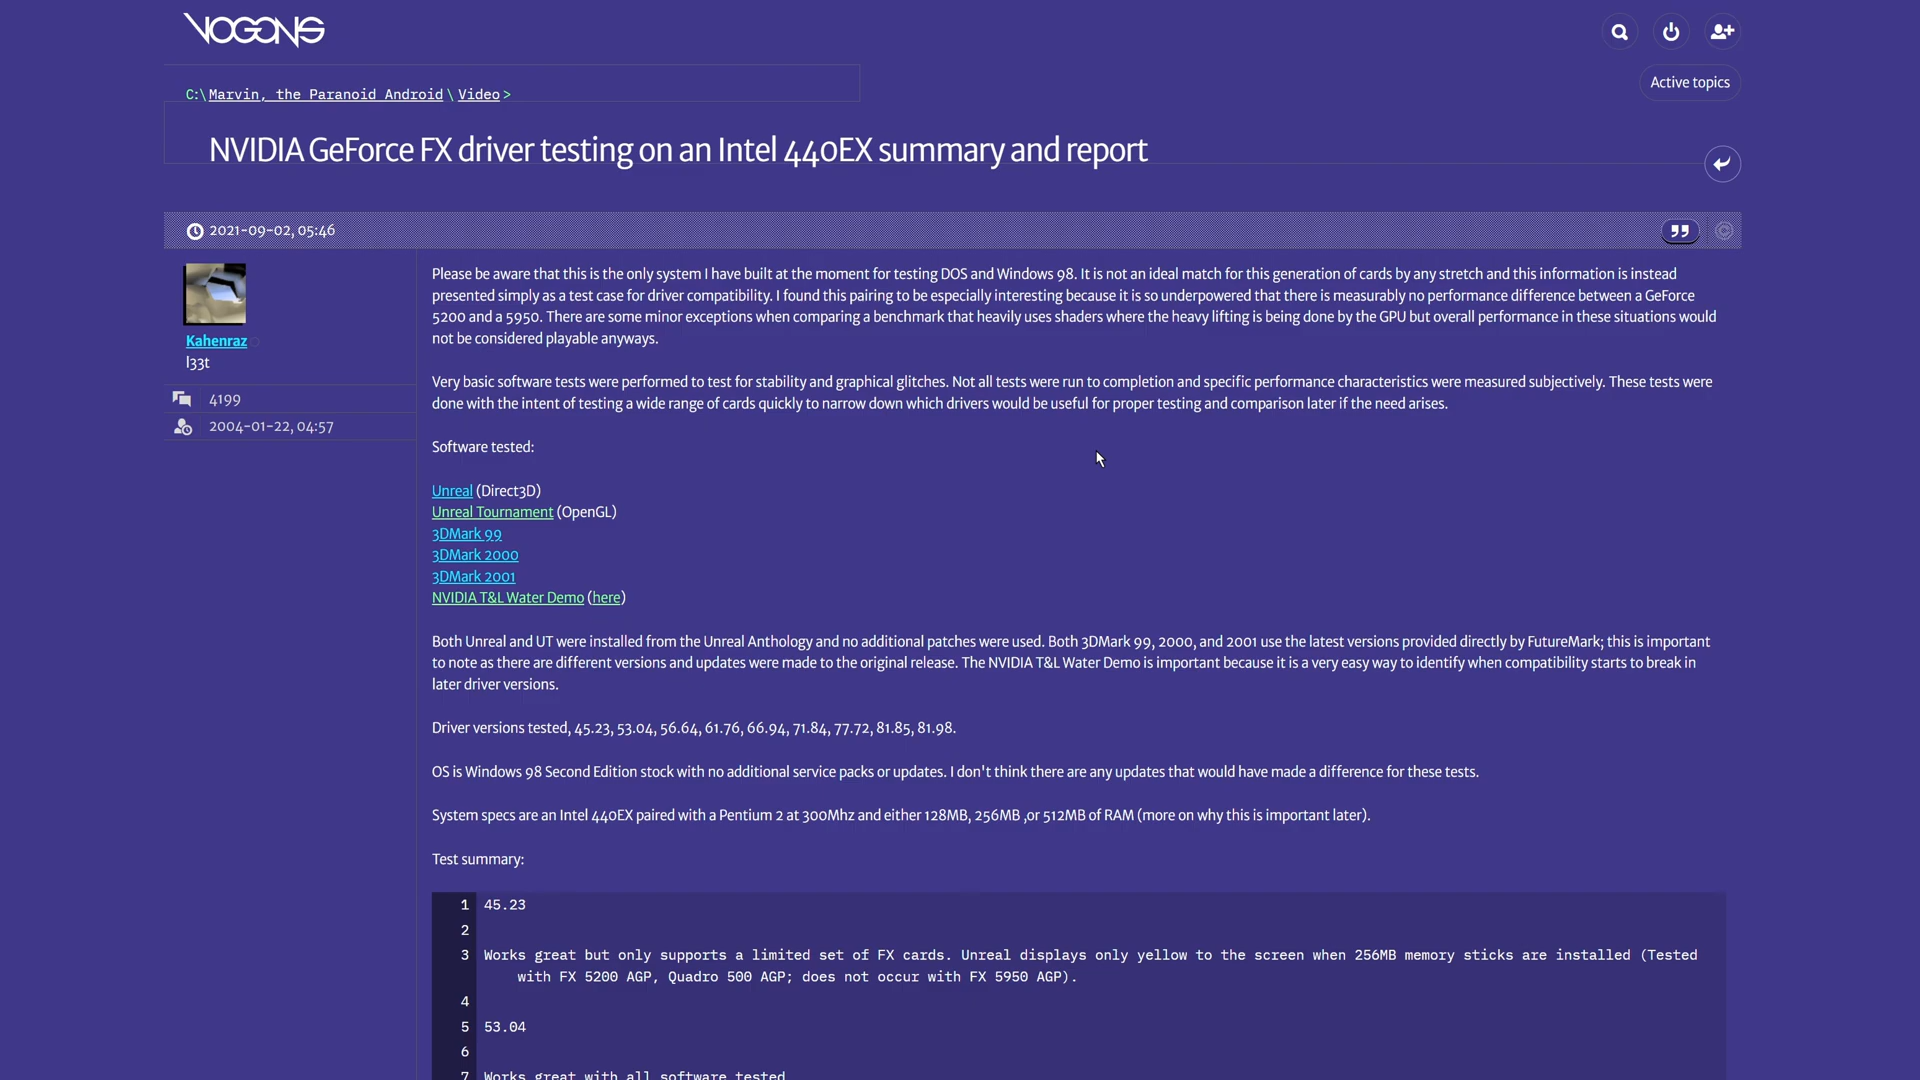 VOGONS
Active topics
C:\Marvin, the Paranoid Android\Video>
NVIDIA GeForce FX driver testing on an Intel 440EX summary and report
2021-09-02, 05:46
Kahenraz
l33t
4199
2004-01-22, 04:57
Please be aware that this is the only system I have built at the moment for testing DOS and Windows 98. It is not an ideal match for this generation of cards by any stretch and this information is instead
presented simply as a test case for driver compatibility. I found this pairing to be especially interesting because it is so underpowered that there is measurably no performance difference between a GeForce
5200 and a 5950. There are some minor exceptions when comparing a benchmark that heavily uses shaders where the heavy lifting is being done by the GPU but overall performance in these situations would
not be considered playable anyways.
Very basic software tests were performed to test for stability and graphical glitches. Not all tests were run to completion and specific performance characteristics were measured subjectively. These tests were
done with the intent of testing a wide range of cards quickly to narrow down which drivers would be useful for proper testing and comparison later if the need arises.
Software tested:
Unreal (Direct3D)
Unreal Tournament (OpenGL)
3DMark 99
3DMark 2000
3DMark 2001
NVIDIA T&L Water Demo (here)
Both Unreal and UT were installed from the Unreal Anthology and no additional patches were used. Both 3DMark 99, 2000, and 2001 use the latest versions provided directly by FutureMark; this is important
to note as there are different versions and updates were made to the original release. The NVIDIA T&L Water Demo is important because it is a very easy way to identify when compatibility starts to break in
later driver versions.
Driver versions tested, 45.23, 53.04, 56.64, 61.76, 66.94, 71.84, 77.72, 81.85, 81.98.
OS is Windows 98 Second Edition stock with no additional service packs or updates. I don't think there are any updates that would have made a difference for these tests.
System specs are an Intel 440EX paired with a Pentium 2 at 300Mhz and either 128MB, 256MB ,or 512MB of RAM (more on why this is important later).
Test summary:
1 45.23
2
3 Works great but only supports a limited set of FX cards. Unreal displays only yellow to the screen when 256MB memory sticks are installed (Tested
with FX 5200 AGP, Quadro 500 AGP; does not occur with FX 5950 AGP).
4
5 53.04
6
7 Works great with all software tested